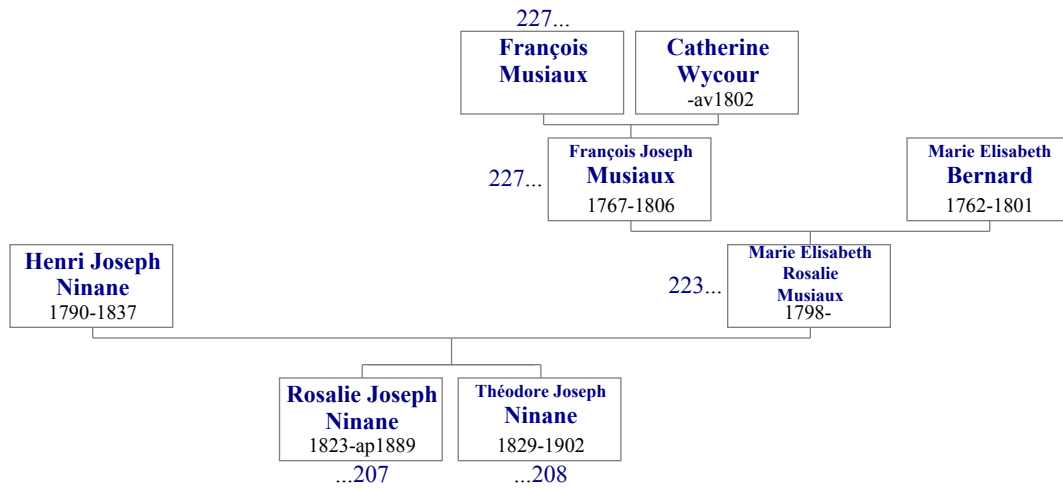 227...
François
Musiaux
Catherine
Wycour
-av1802
227...
François Joseph
Musiaux
1767-1806
Marie Elisabeth
Bernard
1762-1801
Henri Joseph
Ninane
1790-1837
223...
Marie Elisabeth
Rosalie
Musiaux
1798-
Rosalie Joseph
Ninane
1823-ap1889
...207
Théodore Joseph
Ninane
1829-1902
...208